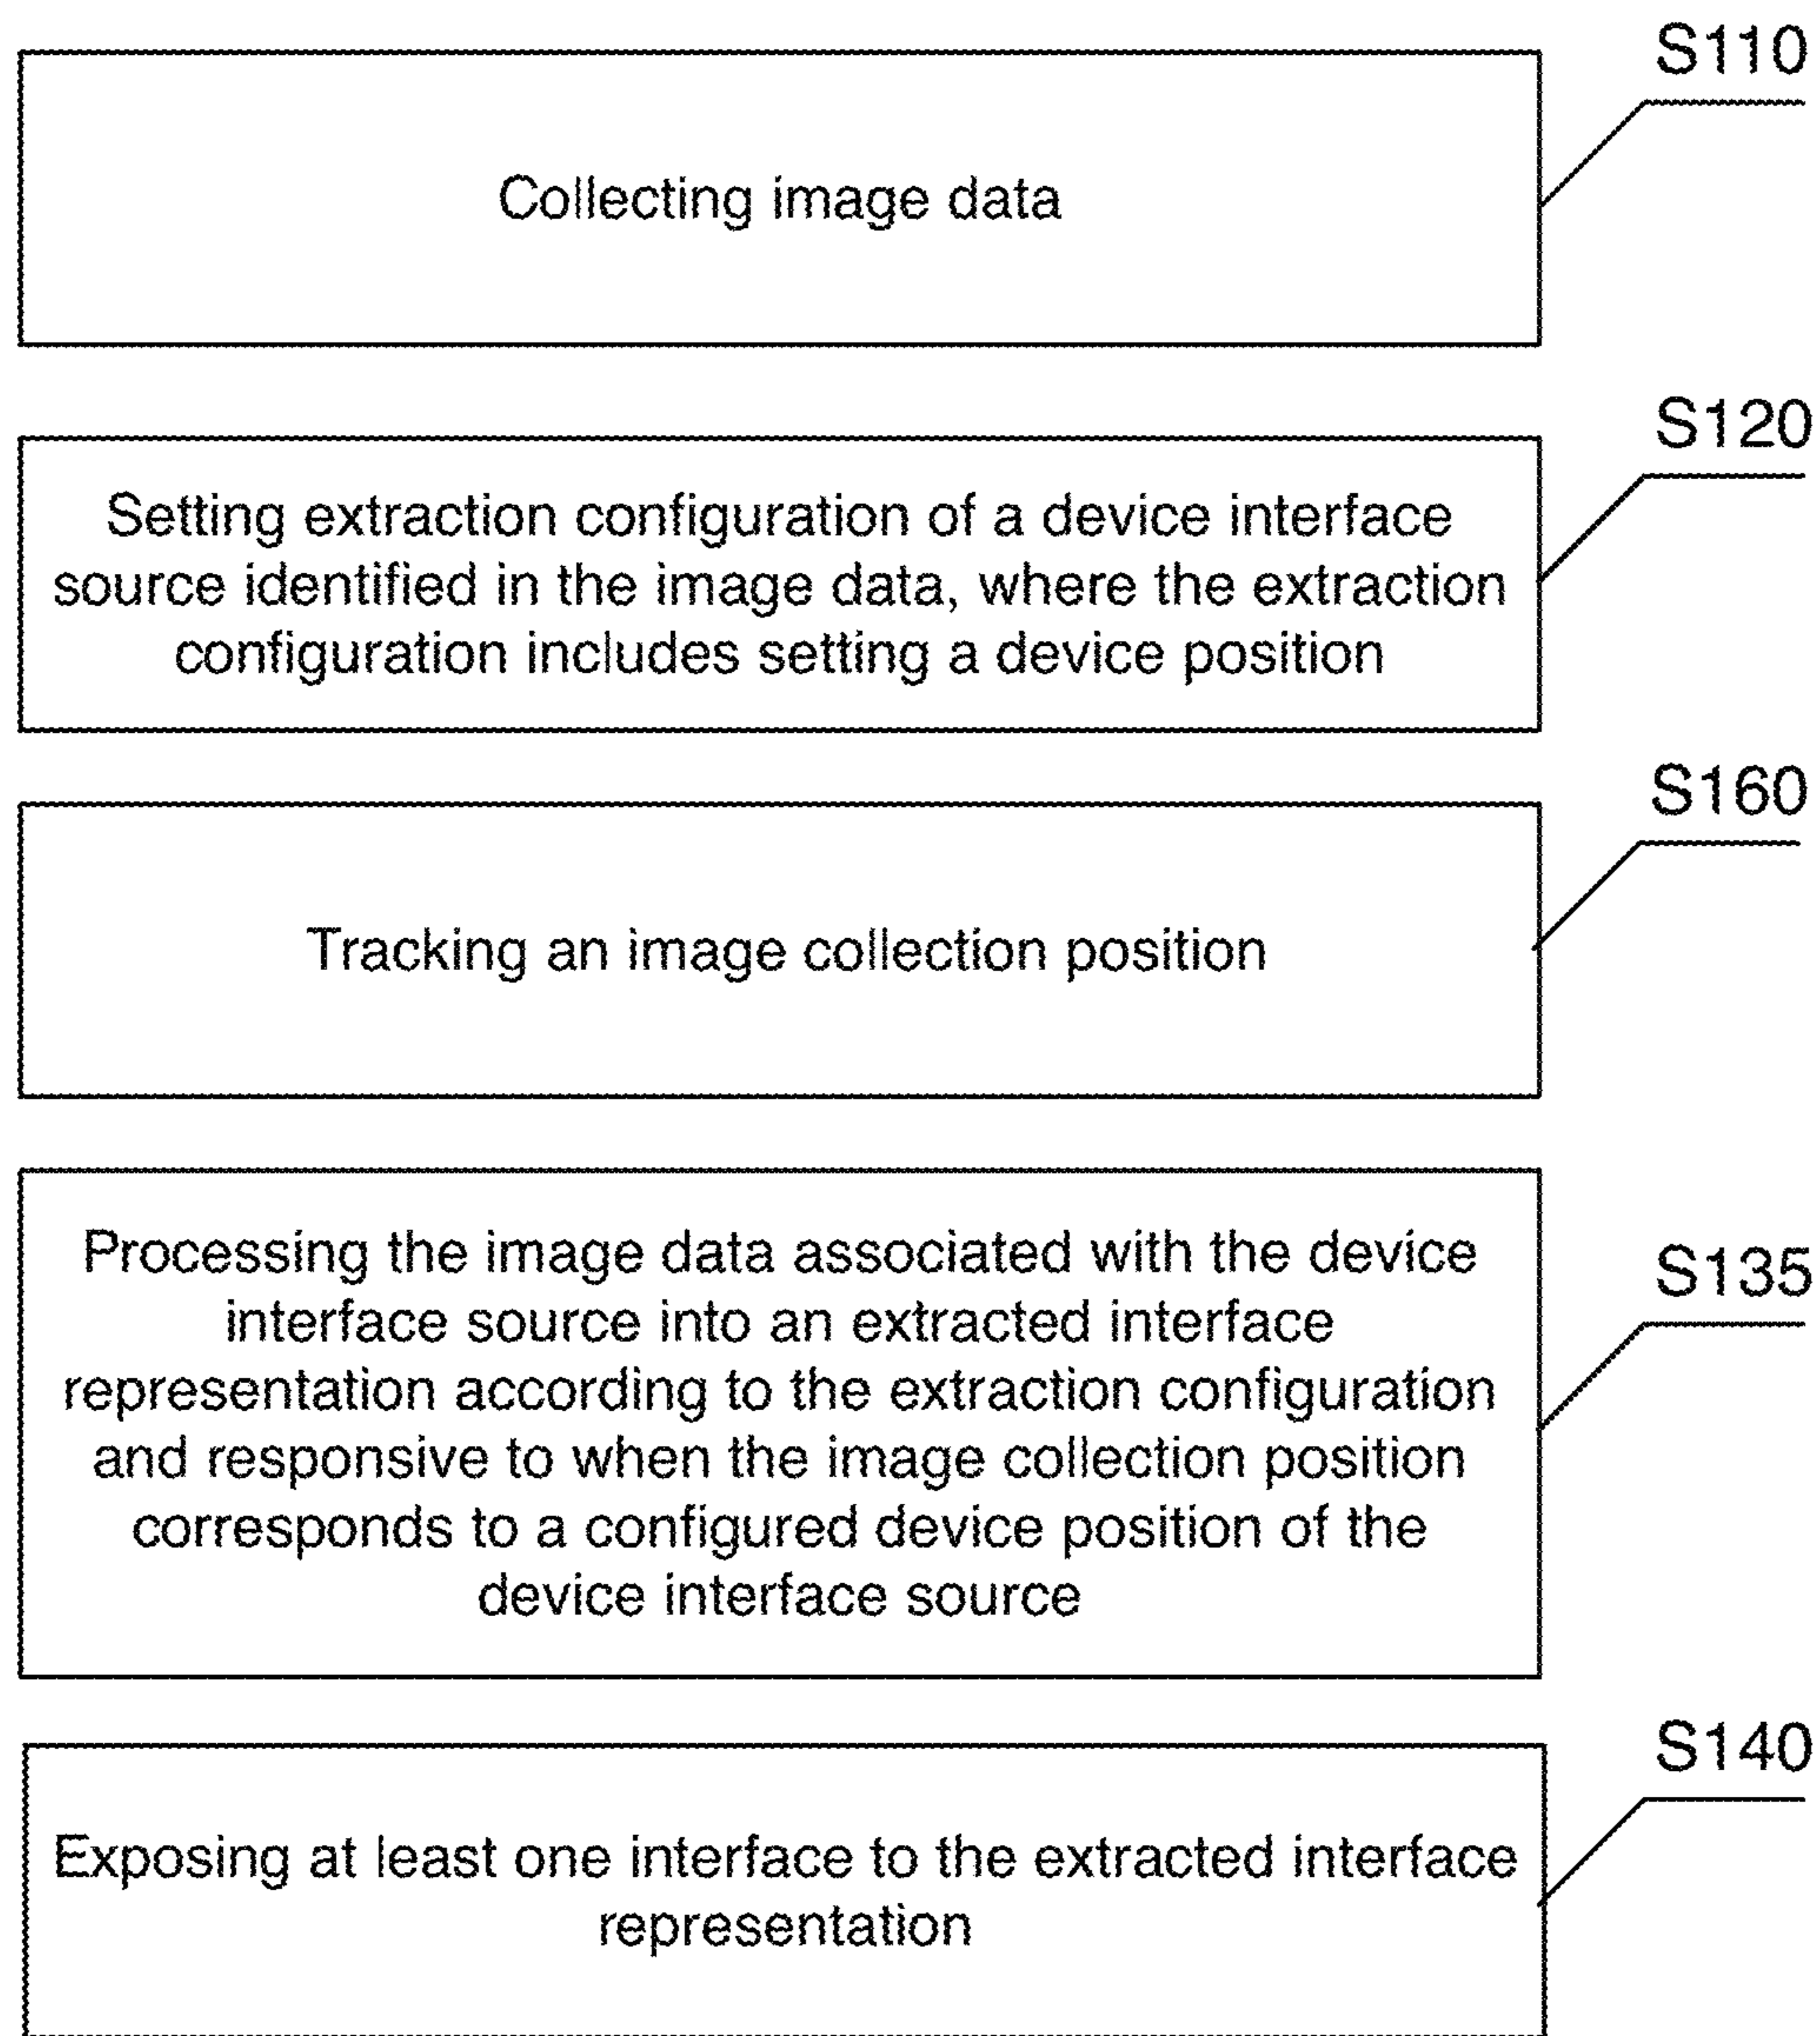 S110
Collecting image data
S120
Setting extraction configuration of a device interface
source identified in the image data, where the extraction
configuration includes setting a device position
S160
Tracking an image collection position
S135
Processing the image data associated with the device
interface source into an extracted interface
representation according to the extraction configuration
and responsive to when the image collection position
corresponds to a configured device position of the
device interface source
S140
Exposing at least one interface to the extracted interface
representation